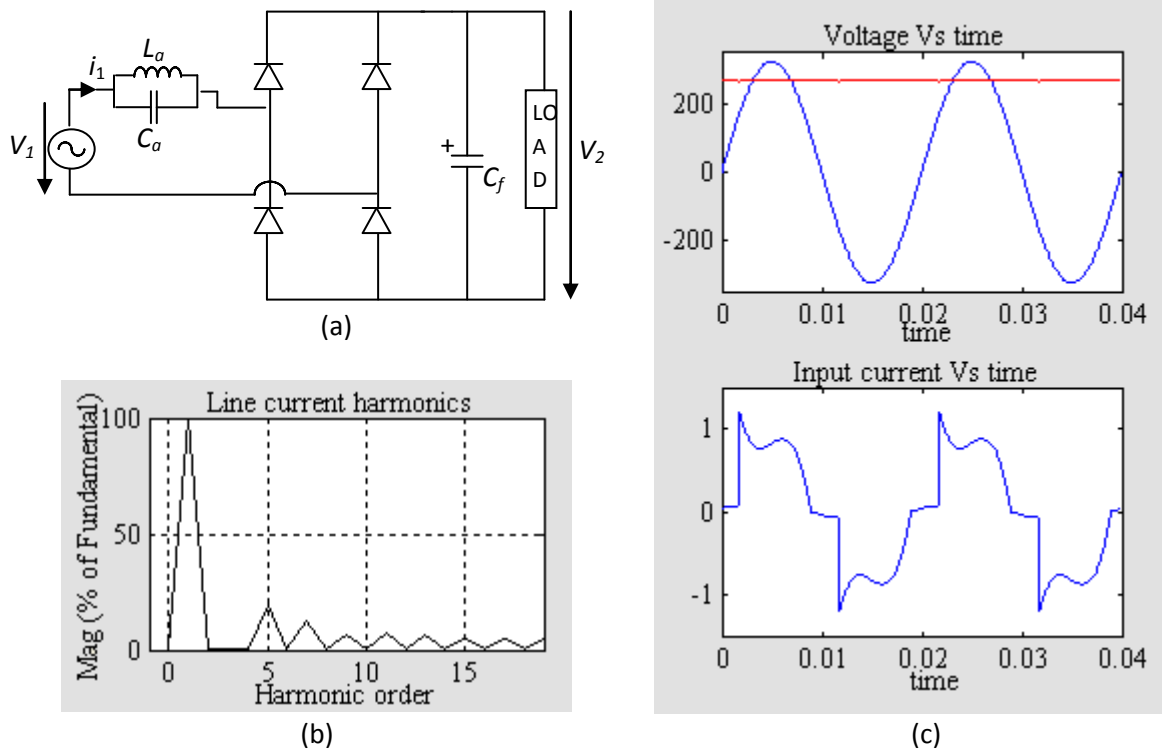 Lₐ
i₁
Cₐ
V₁
+
C_f
LO
A
D
V₂
(a)
Line current harmonics
Mag (% of Fundamental)
100
50
0
0
5
10
15
Harmonic order
(b)
Voltage Vs time
200
0
-200
0
0.01
0.02
0.03
0.04
time
Input current Vs time
1
0
-1
0
0.01
0.02
0.03
0.04
time
(c)